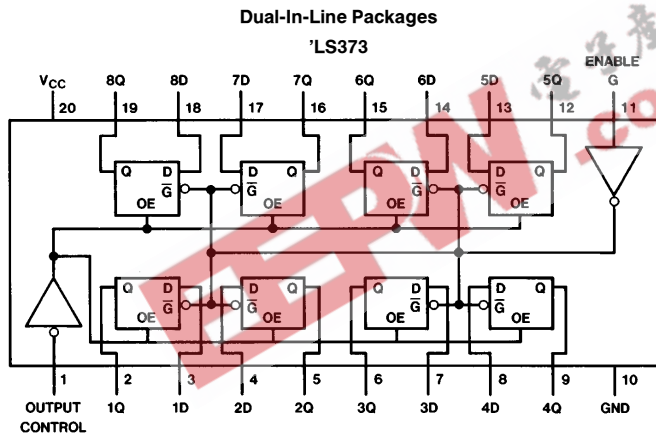 Dual-In-Line Packages
'LS373
ENABLE
VCC 8Q 8D 7D 7Q 6Q 6D 5D 5Q G
20 19 18 17 16 15 14 13 12 11
Q D D Q Q D D Q
G G G G
OE OE OE OE
Q D D Q Q D D Q
G G G G
OE OE OE OE
1 2 3 4 5 6 7 8 9 10
OUTPUT 1Q 1D 2D 2Q 3Q 3D 4D 4Q GND
CONTROL
EEPW
.co